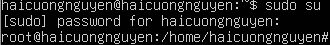 haicuongnguyen@haicuongnguyen:~$ sudo su
[sudo] password for haicuongnguyen:
root@haicuongnguyen:/home/haicuongnguyen#